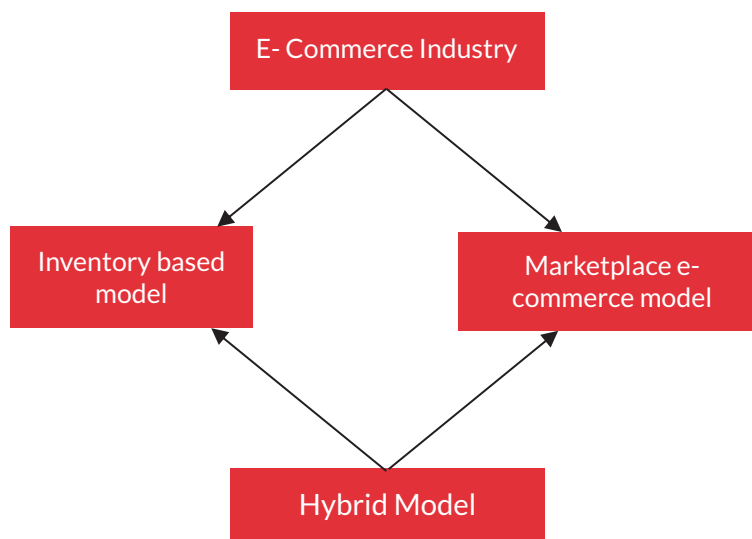 E- Commerce Industry
Inventory based
model
Marketplace e-
commerce model
Hybrid Model